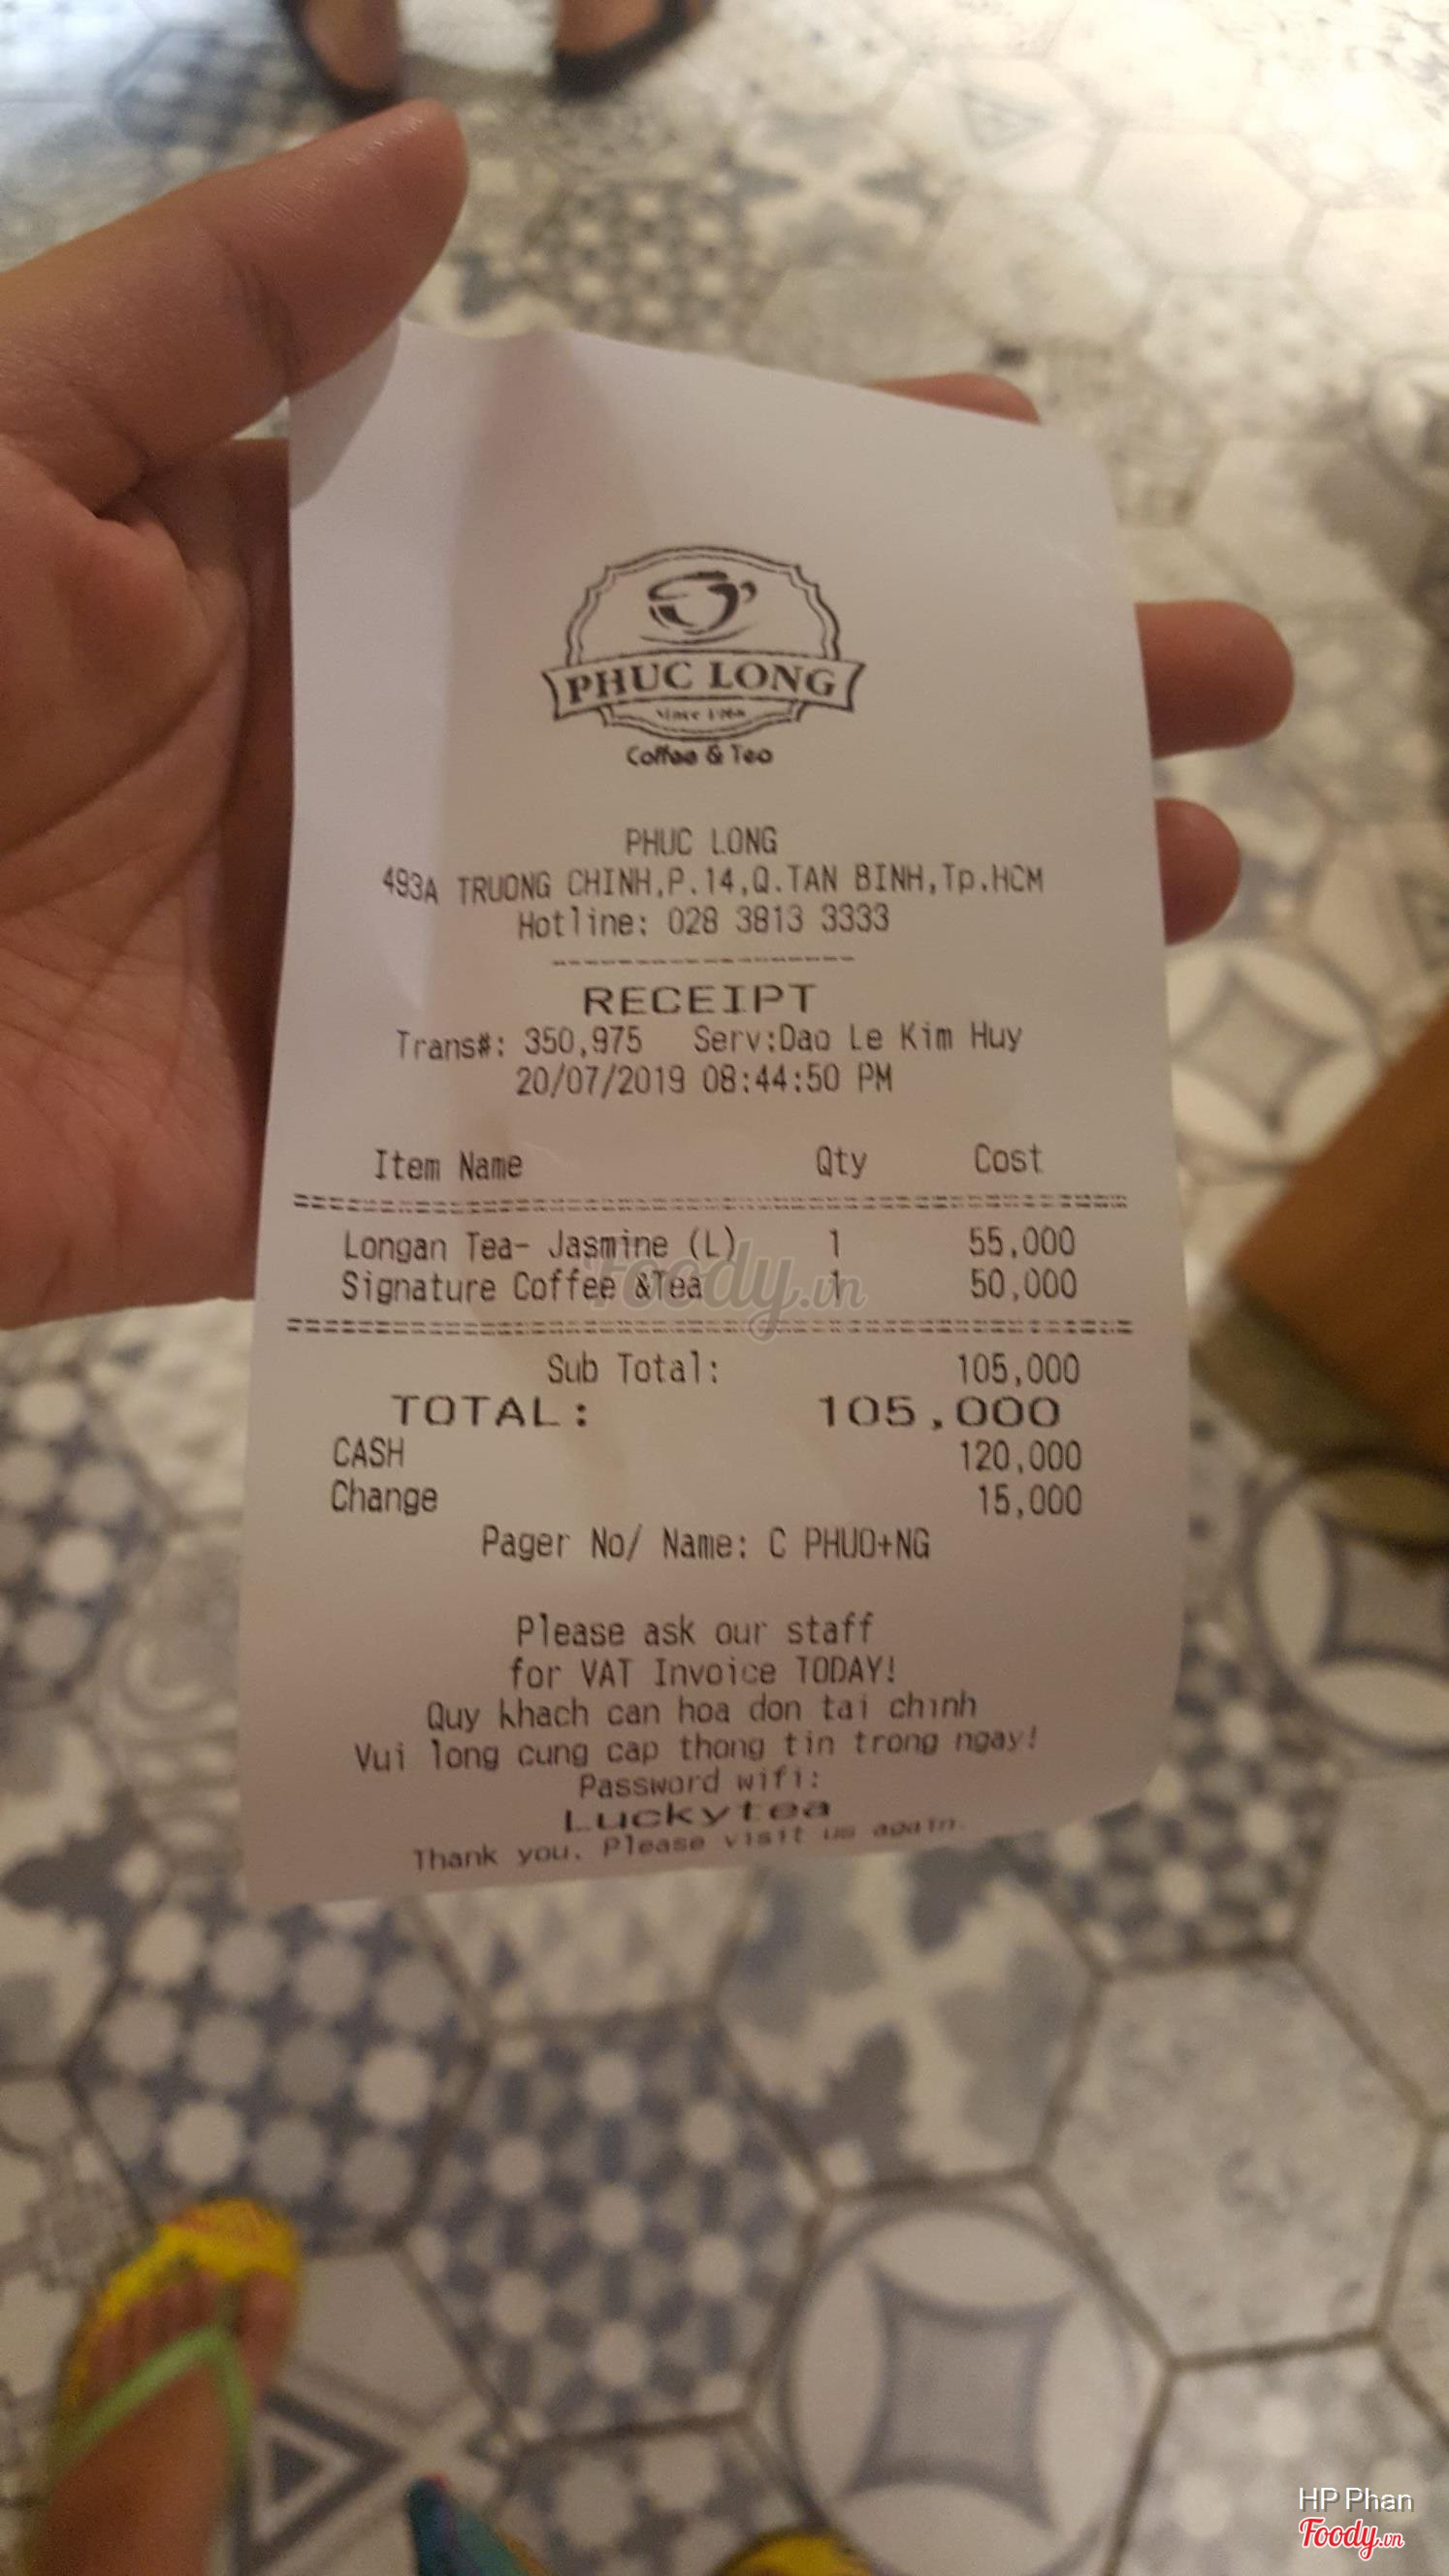 PHUC LONG
Since 1968
Coffee & Tea
PHUC LONG
493A TRUONG CHINH,P.14,Q.TAN BINH,Tp.HCM
Hotline: 028 3813 3333
RECEIPT
Trans#: 350,975 Serv:Dao Le Kim Huy
20/07/2019 08:44:50 PM
Item Name Qty Cost
Longan Tea- Jasmine (L) 1 55,000
Signature Coffee &Tea 1 50,000
Foody.vn
Sub Total: 105,000
TOTAL: 105,000
CASH 120,000
Change 15,000
Pager No/ Name: C PHUO+NG
Please ask our staff
for VAT Invoice TODAY!
Quy khach can hoa don tai chinh
Vui long cung cap thong tin trong ngay!
Password wifi:
Luckytea
Thank you. Please visit us again.
HP Phan
Foody.vn